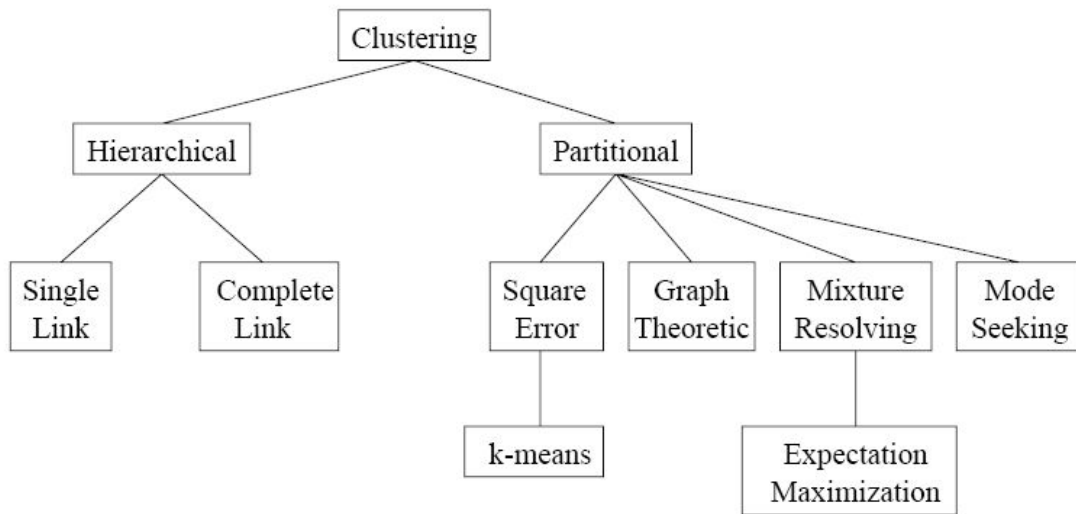 Clustering
Hierarchical
Partitional
Single
Link
Complete
Link
Square
Error
Graph
Theoretic
Mixture
Resolving
Mode
Seeking
k-means
Expectation
Maximization